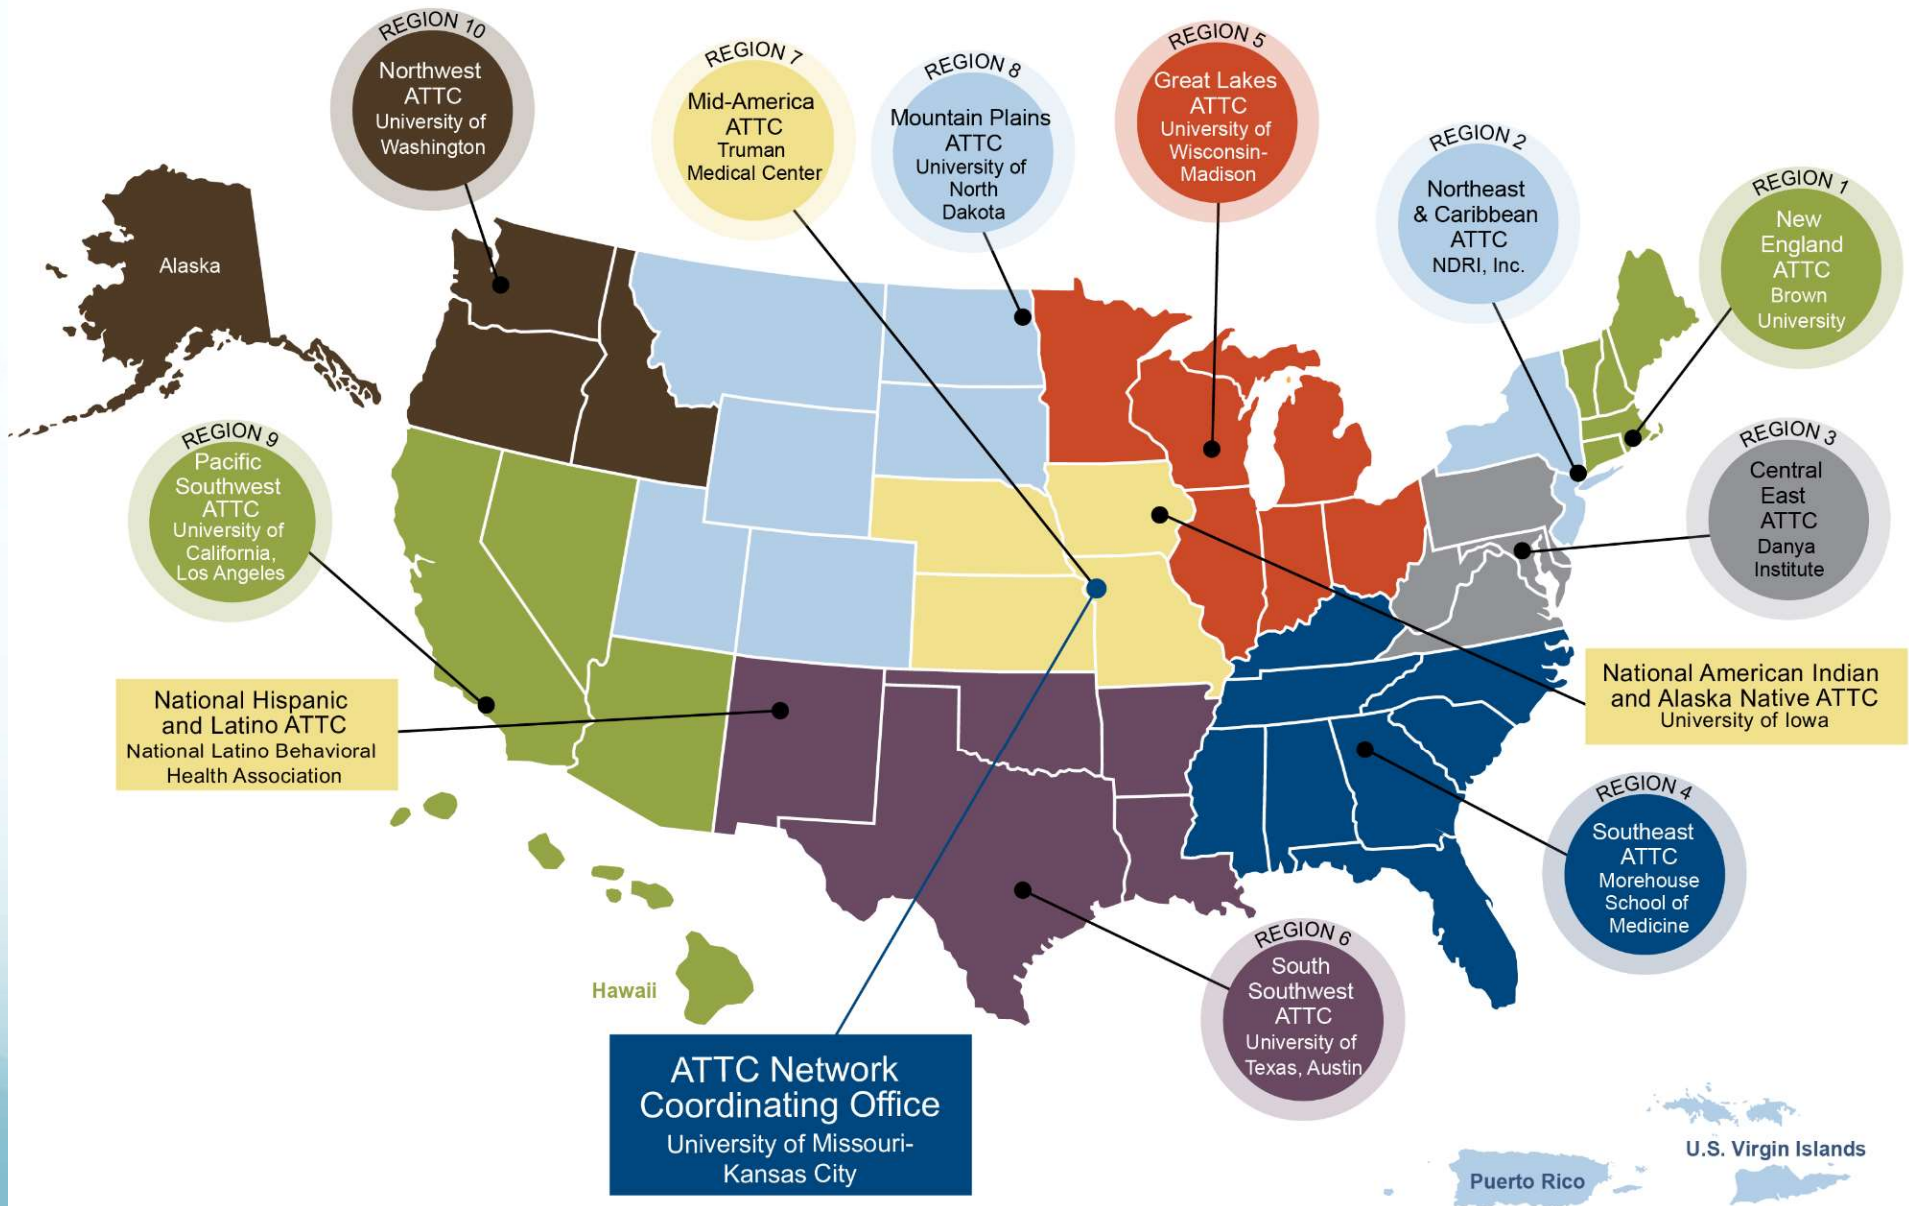 REGION 10
Northwest
ATTC
University of
Washington
REGION 7
Mid-America
ATTC
Truman
Medical Center
REGION 8
Mountain Plains
ATTC
University of
North
Dakota
REGION 5
Great Lakes
ATTC
University of
Wisconsin-
Madison
REGION 2
Northeast
& Caribbean
ATTC
NDRI, Inc.
REGION 1
New
England
ATTC
Brown
University
Alaska
REGION 9
Pacific
Southwest
ATTC
University of
California,
Los Angeles
REGION 3
Central
East
ATTC
Danya
Institute
National Hispanic
and Latino ATTC
National Latino Behavioral
Health Association
National American Indian
and Alaska Native ATTC
University of Iowa
REGION 4
Southeast
ATTC
Morehouse
School of
Medicine
REGION 6
South
Southwest
ATTC
University of
Texas, Austin
Hawaii
ATTC Network
Coordinating Office
University of Missouri-
Kansas City
U.S. Virgin Islands
Puerto Rico